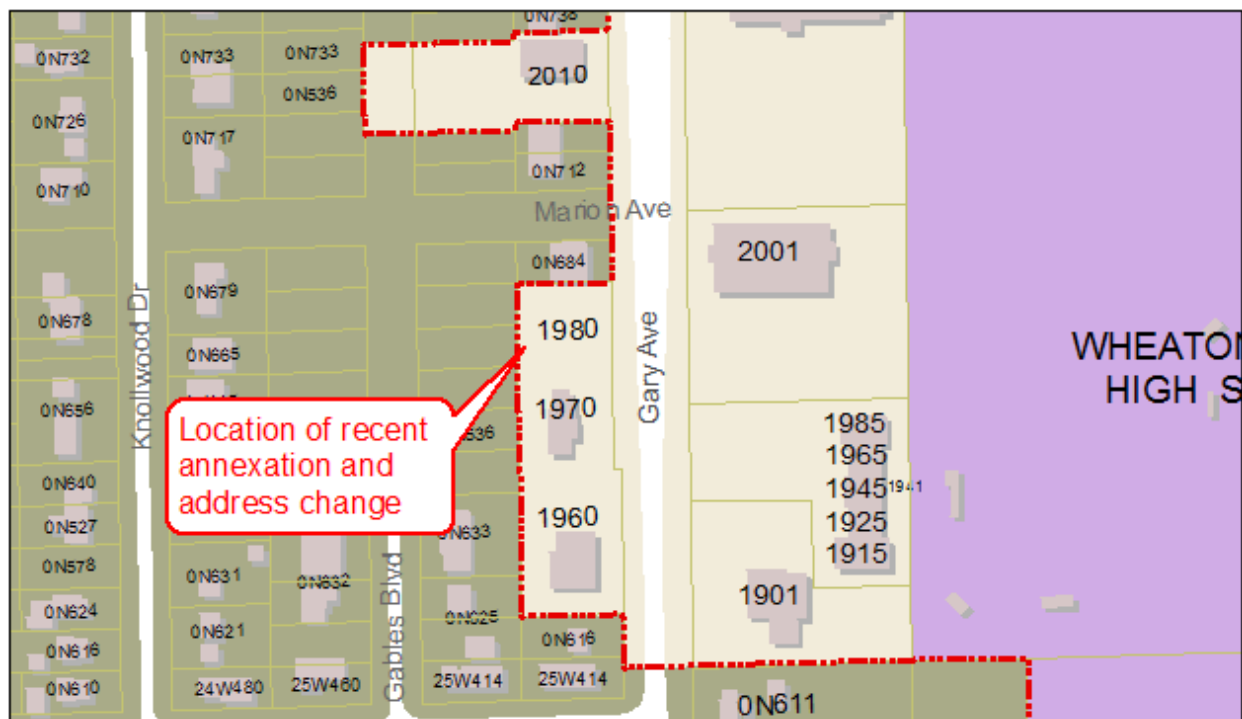 0N738
0N732
0N733
0N733
2010
0N536
0N726
0N717
0N712
0N710
Marion Ave
2001
0N684
0N679
0N678
Knollwood Dr
1980
Gary Ave
WHEATON
HIGH S
0N665
1970
0N656
Location of recent
annexation and
address change
1985
1965
1945
1941
1925
1915
0N640
1960
0N527
0N633
0N578
0N631
0N632
Gables Blvd
1901
0N624
0N621
0N625
0N616
0N616
0N610
24W480
25W460
25W414
25W414
0N611